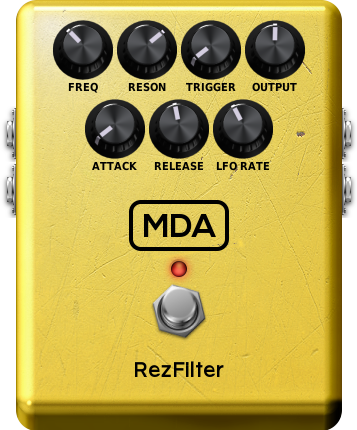 FREQ RESON TRIGGER OUTPUT
ATTACK RELEASE LFO RATE
MDA
RezFilter